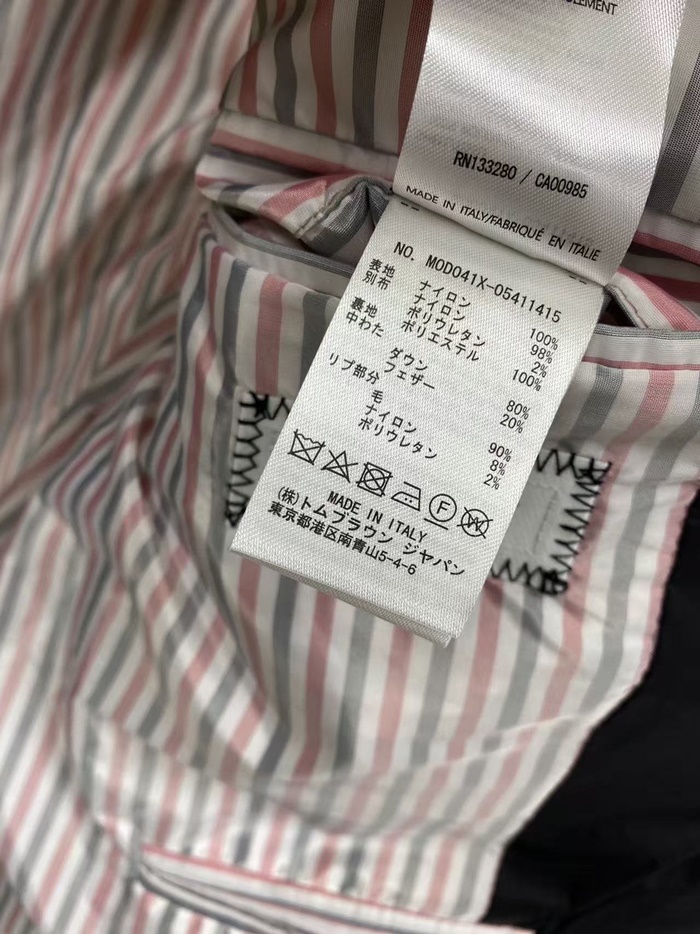 RN133280 / CA00985
MADE IN ITALY/FABRIQUÉ EN ITALIE
NO. MOD041X-05411415
表地 ナイロン 100%
別布 ナイロン 98%
ポリウレタン 2%
裏地 ポリエステル 100%
中わた
ダウン 80%
フェザー 20%
リブ部分
毛 90%
ナイロン 8%
ポリウレタン 2%
F
W
MADE IN ITALY
(株)トムブラウン ジャパン
東京都港区南青山5-4-6